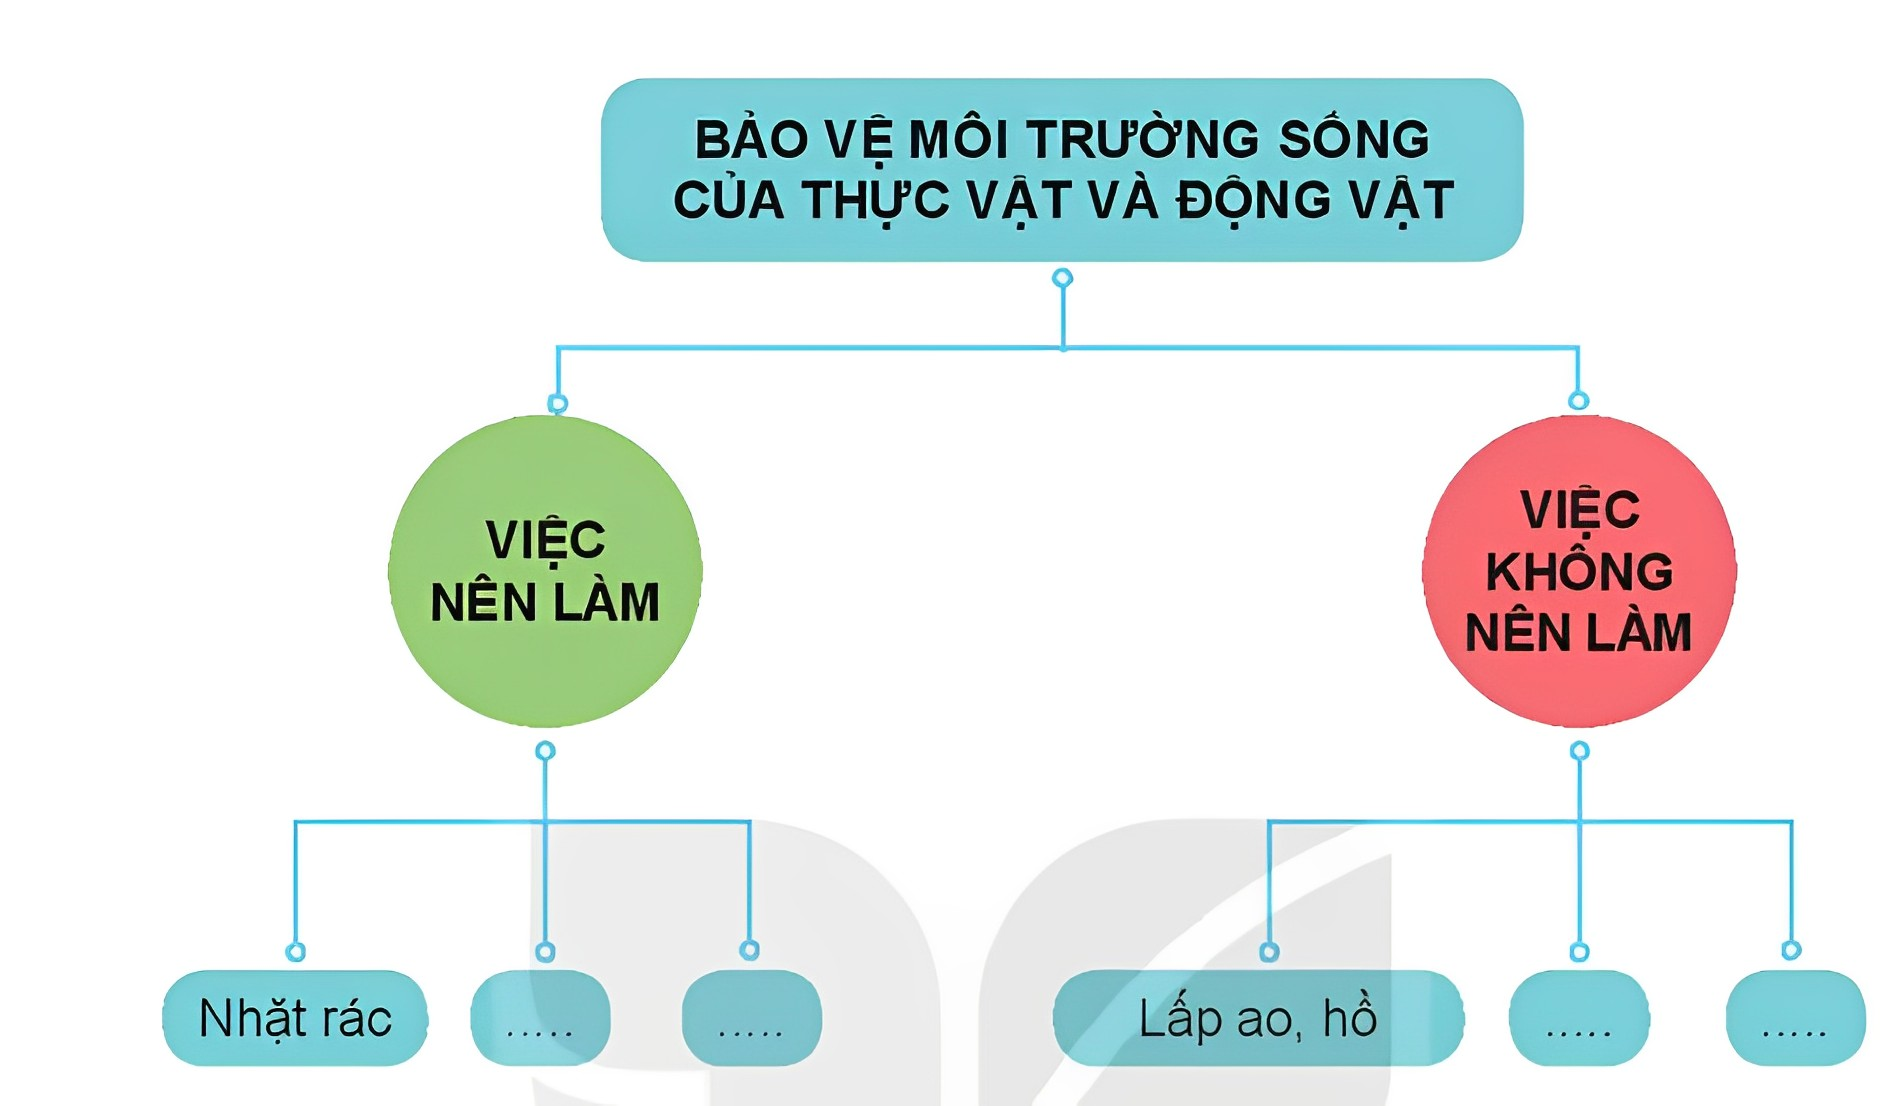 BẢO VỆ MÔI TRƯỜNG SỐNG
CỦA THỰC VẬT VÀ ĐỘNG VẬT
VIỆC
NÊN LÀM
VIỆC
KHÔNG
NÊN LÀM
Nhặt rác
.....
.....
Lấp ao, hồ
.....
.....